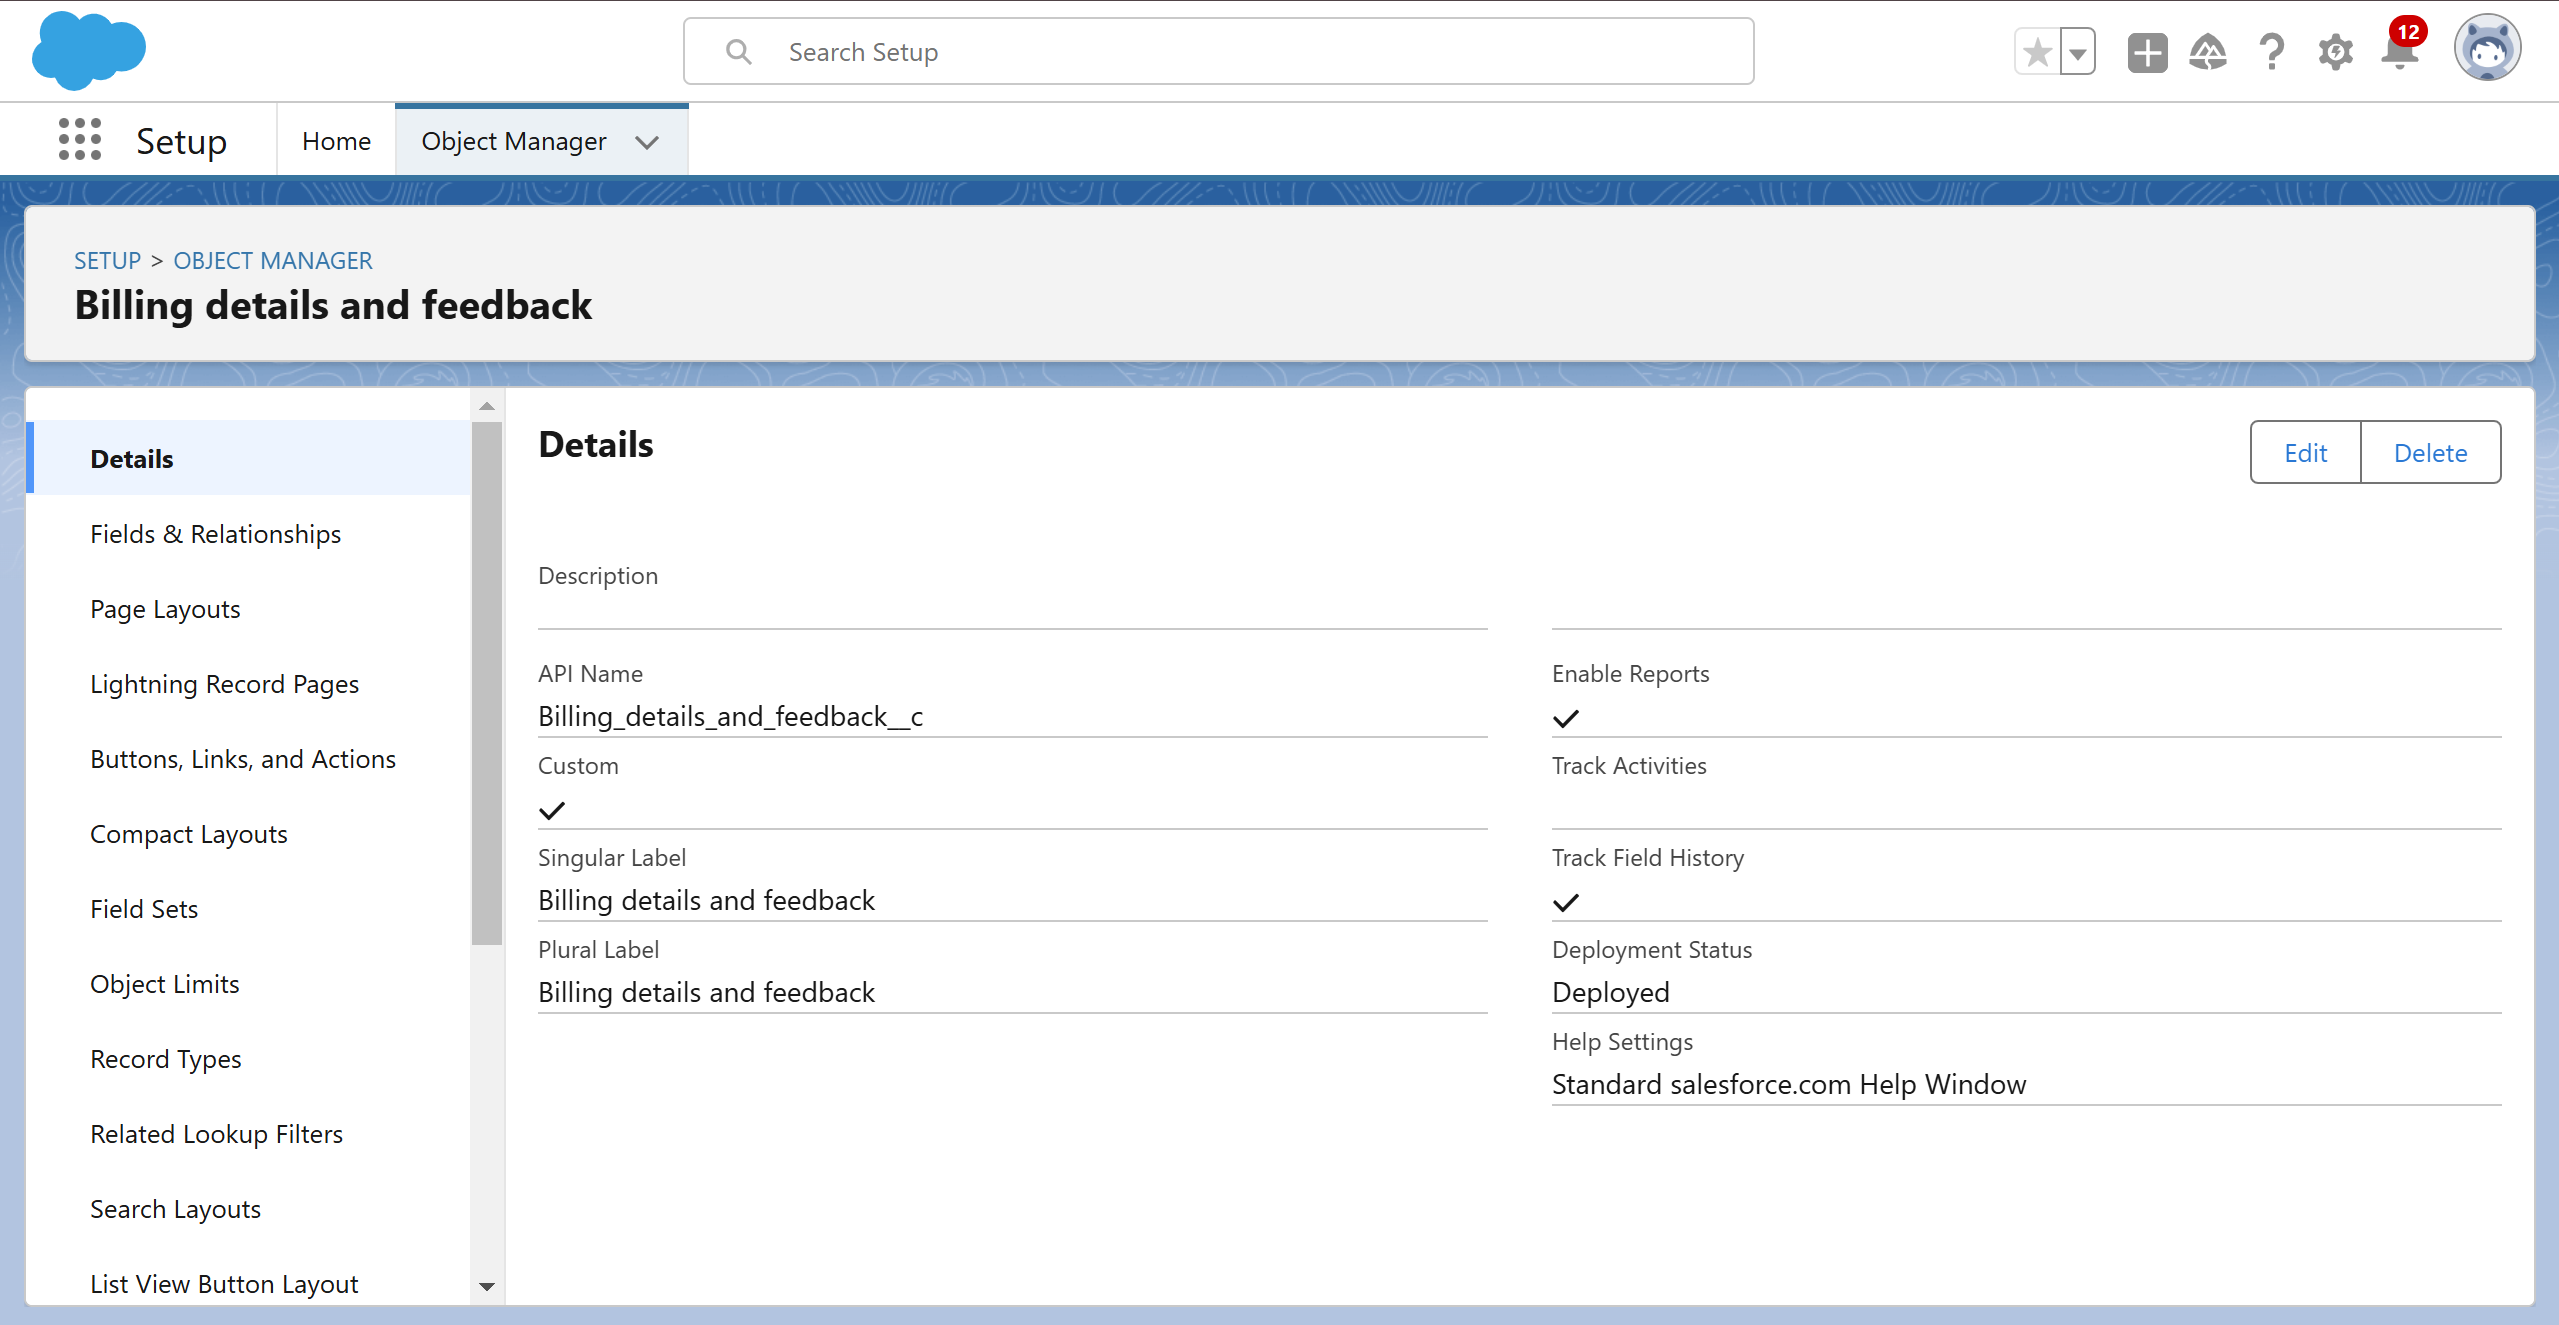 Search Setup
12
Setup
Home
Object Manager
SETUP > OBJECT MANAGER
Billing details and feedback
Details
Fields & Relationships
Page Layouts
Lightning Record Pages
Buttons, Links, and Actions
Compact Layouts
Field Sets
Object Limits
Record Types
Related Lookup Filters
Search Layouts
List View Button Layout
Details
Edit
Delete
Description
API Name
Billing_details_and_feedback__c
Custom
Singular Label
Billing details and feedback
Plural Label
Billing details and feedback
Enable Reports
Track Activities
Track Field History
Deployment Status
Deployed
Help Settings
Standard salesforce.com Help Window